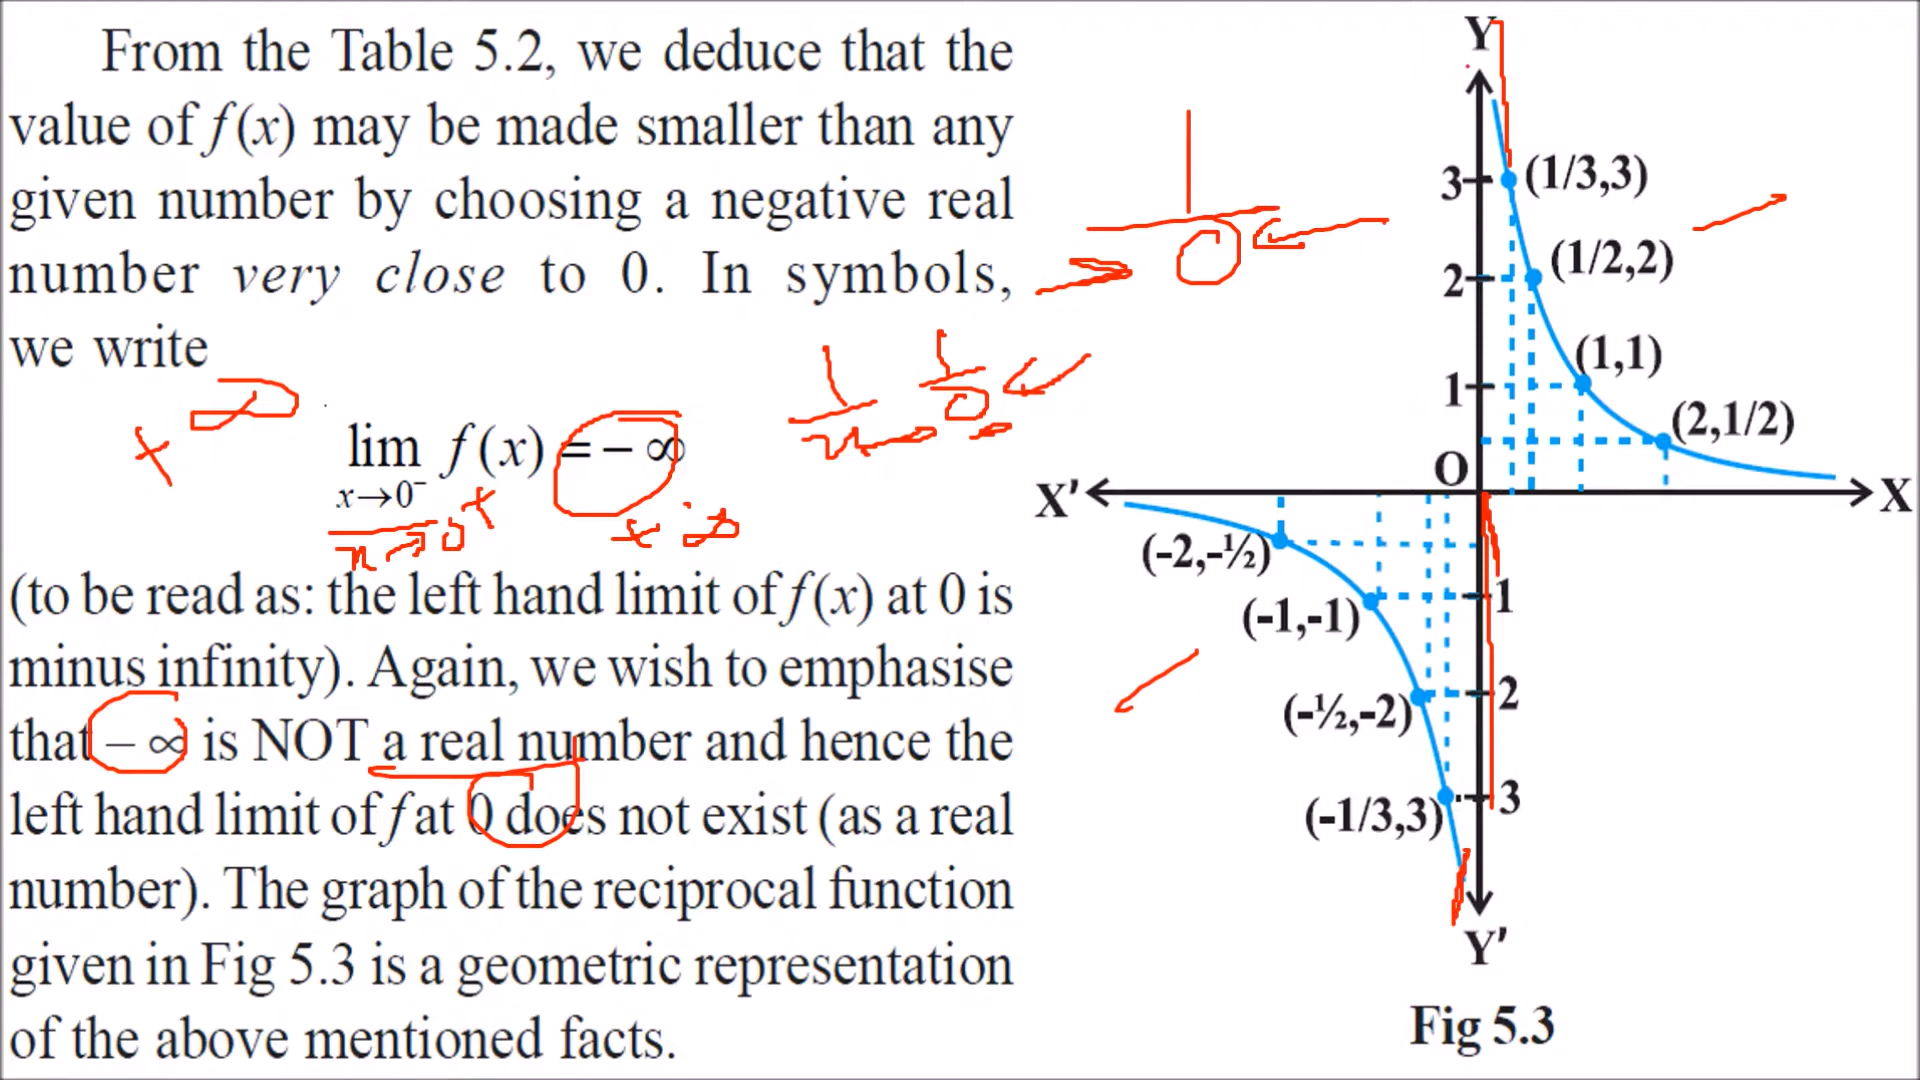 From the Table 5.2, we deduce that the
value of f(x) may be made smaller than any
given number by choosing a negative real
number very close to 0. In symbols,
we write
lim f(x) = − ∞
x→0⁻
(to be read as: the left hand limit of f(x) at 0 is
minus infinity). Again, we wish to emphasise
that − ∞ is NOT a real number and hence the
left hand limit of f at 0 does not exist (as a real
number). The graph of the reciprocal function
given in Fig 5.3 is a geometric representation
of the above mentioned facts.
1
0
1
0
1
+
x→0
+
Y
3
(1/3,3)
2
(1/2,2)
1
(1,1)
(2,1/2)
O
X'
X
(-2,-½)
(-1,-1)
1
(-½,-2)
2
(-1/3,3)
3
Y'
Fig 5.3